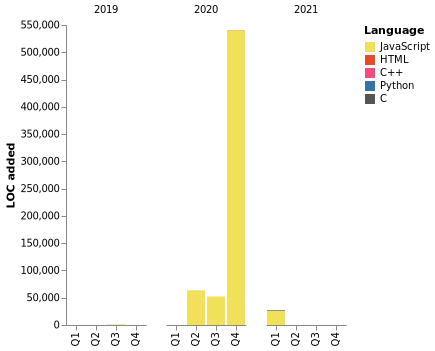 2019 2020 2021
550,000
500,000
450,000
400,000
350,000
300,000
250,000
200,000
150,000
100,000
50,000
0
LOC added
Q1 Q2 Q3 Q4 Q1 Q2 Q3 Q4 Q1 Q2 Q3 Q4
Language
JavaScript
HTML
C++
Python
C